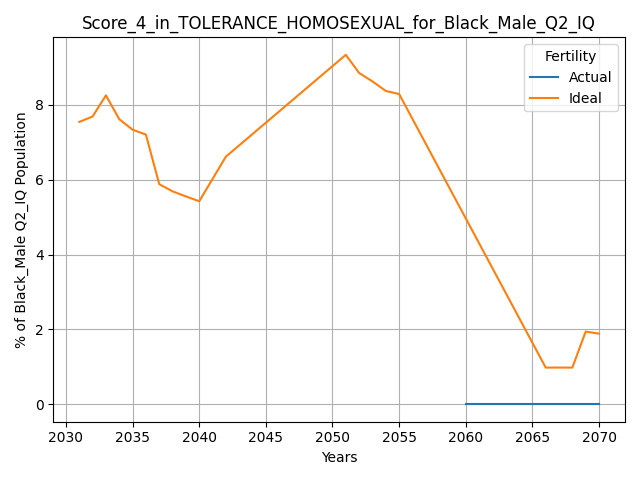 Score_4_in_TOLERANCE_HOMOSEXUAL_for_Black_Male_Q2_IQ
Fertility
Actual
Ideal
% of Black_Male Q2_IQ Population
8
6
4
2
0
2030 2035 2040 2045 2050 2055 2060 2065 2070
Years